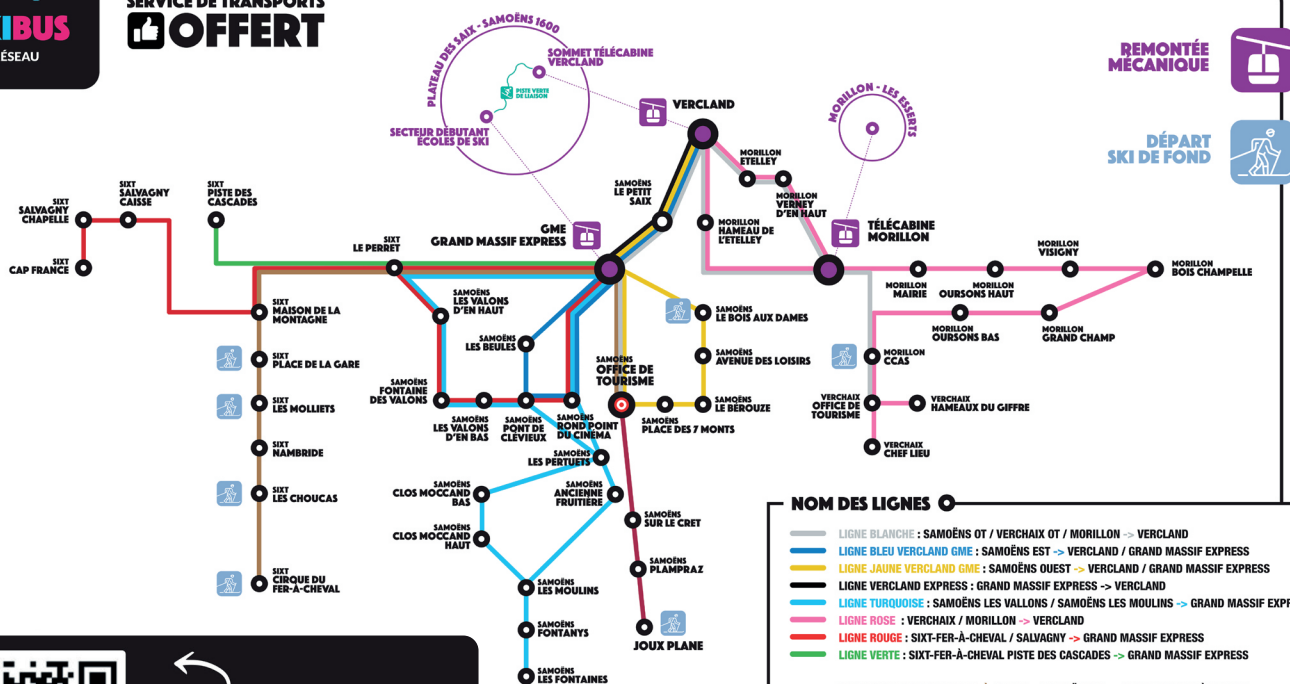 SERVICE DE TRANSPORTS
OFFERT
KIBUS
ÉSEAU
PLATEAU DES SAIX - SAMOËNS 1600
SOMMET TÉLÉCABINE
VERCLAND
PISTE VERTE
DE LIAISON
SECTEUR DÉBUTANT
ÉCOLES DE SKI
VERCLAND
MORILLON - LES ESSERTS
REMONTÉE
MÉCANIQUE
DÉPART
SKI DE FOND
MORILLON
ETELLEY
MORILLON
VERNEY
D'EN HAUT
SAMOËNS
LE PETIT
SAIX
MORILLON
HAMEAU DE
L'ETELLEY
TÉLÉCABINE
MORILLON
GME
GRAND MASSIF EXPRESS
SIXT
SALVAGNY
CHAPELLE
SIXT
SALVAGNY
CAISSE
SIXT
PISTE DES
CASCADES
SIXT
CAP FRANCE
SIXT
LE PERRET
MORILLON
VISIGNY
MORILLON
BOIS CHAMPELLE
MORILLON
MAIRIE
MORILLON
OURSONS HAUT
MORILLON
OURSONS BAS
MORILLON
GRAND CHAMP
SIXT
MAISON DE LA
MONTAGNE
SAMOËNS
LES VALONS
D'EN HAUT
SAMOËNS
LE BOIS AUX DAMES
SAMOËNS
LES BEULES
SAMOËNS
AVENUE DES LOISIRS
MORILLON
CCAS
SIXT
PLACE DE LA GARE
SAMOËNS
OFFICE DE
TOURISME
SAMOËNS
FONTAINE
DES VALONS
SAMOËNS
LE BÉROUZE
VERCHAIX
OFFICE DE
TOURISME
VERCHAIX
HAMEAUX DU GIFFRE
SIXT
LES MOLLIETS
SAMOËNS
LES VALONS
D'EN BAS
SAMOËNS
PONT DE
CLÉVIEUX
SAMOËNS
ROND POINT
DU CINÉMA
SAMOËNS
PLACE DES 7 MONTS
VERCHAIX
CHEF LIEU
SIXT
NAMBRIDE
SAMOËNS
LES PERTUETS
SIXT
LES CHOUCAS
SAMOËNS
CLOS MOCCAND
BAS
SAMOËNS
ANCIENNE
FRUITIÈRE
SAMOËNS
SUR LE CRET
SAMOËNS
CLOS MOCCAND
HAUT
SIXT
CIRQUE DU
FER-À-CHEVAL
SAMOËNS
PLAMPRAZ
SAMOËNS
LES MOULINS
SAMOËNS
FONTANYS
JOUX PLANE
SAMOËNS
LES FONTAINES
NOM DES LIGNES
LIGNE BLANCHE : SAMOËNS OT / VERCHAIX OT / MORILLON -> VERCLAND
LIGNE BLEU VERCLAND GME : SAMOËNS EST -> VERCLAND / GRAND MASSIF EXPRESS
LIGNE JAUNE VERCLAND GME : SAMOËNS OUEST -> VERCLAND / GRAND MASSIF EXPRESS
LIGNE VERCLAND EXPRESS : GRAND MASSIF EXPRESS -> VERCLAND
LIGNE TURQUOISE : SAMOËNS LES VALLONS / SAMOËNS LES MOULINS -> GRAND MASSIF EXPR
LIGNE ROSE : VERCHAIX / MORILLON -> VERCLAND
LIGNE ROUGE : SIXT-FER-À-CHEVAL / SALVAGNY -> GRAND MASSIF EXPRESS
LIGNE VERTE : SIXT-FER-À-CHEVAL PISTE DES CASCADES -> GRAND MASSIF EXPRESS